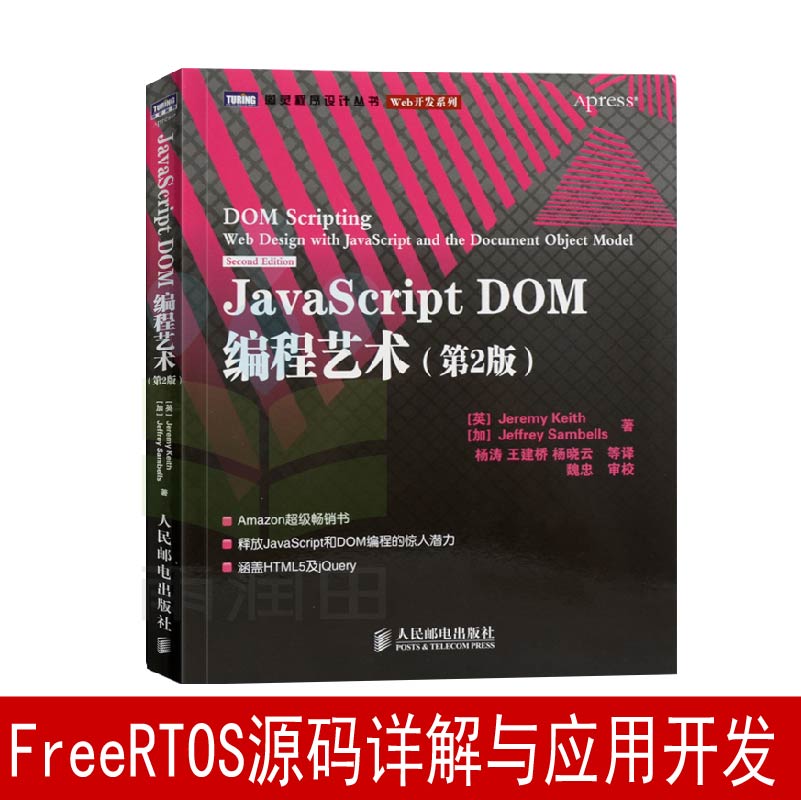 TURING 图灵程序设计丛书 Web开发系列
Apress®
DOM Scripting
Web Design with JavaScript and the Document Object Model
Second Edition
JavaScript DOM
编程艺术(第2版)
[英] Jeremy Keith
[加] Jeffrey Sambells 著
杨涛 王建桥 杨晓云 等译
魏忠 审校
Amazon超级畅销书
释放JavaScript和DOM编程的惊人潜力
涵盖HTML5及jQuery
人民邮电出版社
POSTS & TELECOM PRESS
TURING
Apress
JavaScript DOM 编程艺术
(第2版)
[英] Jeremy Keith
[加] Jeffrey Sambells 著
人民邮电出版社
FreeRTOS源码详解与应用开发